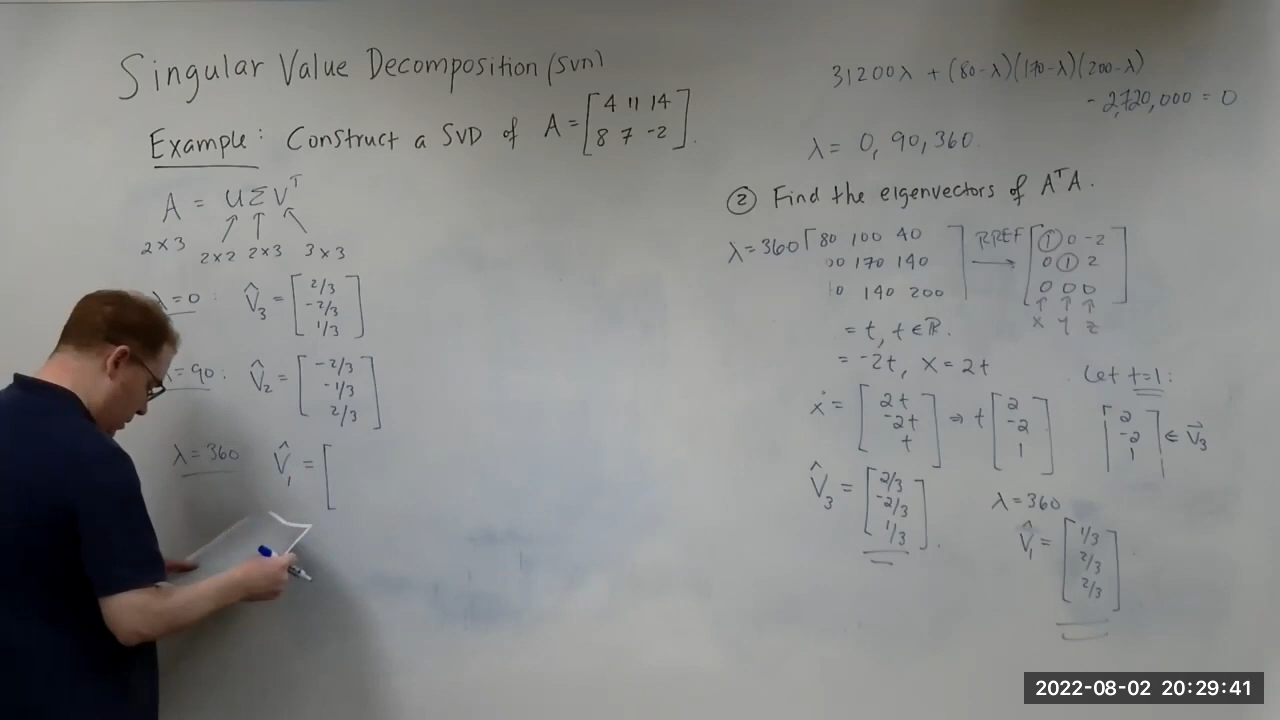 Singular Value Decomposition (SVD)
Example: Construct a SVD of A = [ 4 11 14
8 7 -2 ].
A = U Σ Vᵀ
2×3 2×2 2×3 3×3
λ=0 : V̂₃ = [ 2/3
-2/3
1/3 ]
λ=90 : V̂₂ = [ -2/3
-1/3
2/3 ]
λ=360 V̂₁ = [
31200λ + (80-λ)(170-λ)(200-λ)
- 2,720,000 = 0
λ = 0, 90, 360.
② Find the eigenvectors of AᵀA.
λ=360 [ 80 100 40 ] RREF → [ 1 0 -2 ]
00 170 140 0 1 2
0 140 200 0 0 0
x y z
= t, t ∈ ℝ.
= -2t, x = 2t
Let t=1:
x⃗ = [ 2t
-2t
t ] ⇒ t [ 2
-2
1 ]
[ 2
-2
1 ] ∈ V⃗₃
V̂₃ = [ 2/3
-2/3
1/3 ].
λ=360
V̂₁ = [ 1/3
2/3
2/3 ]
2022-08-02 20:29:41